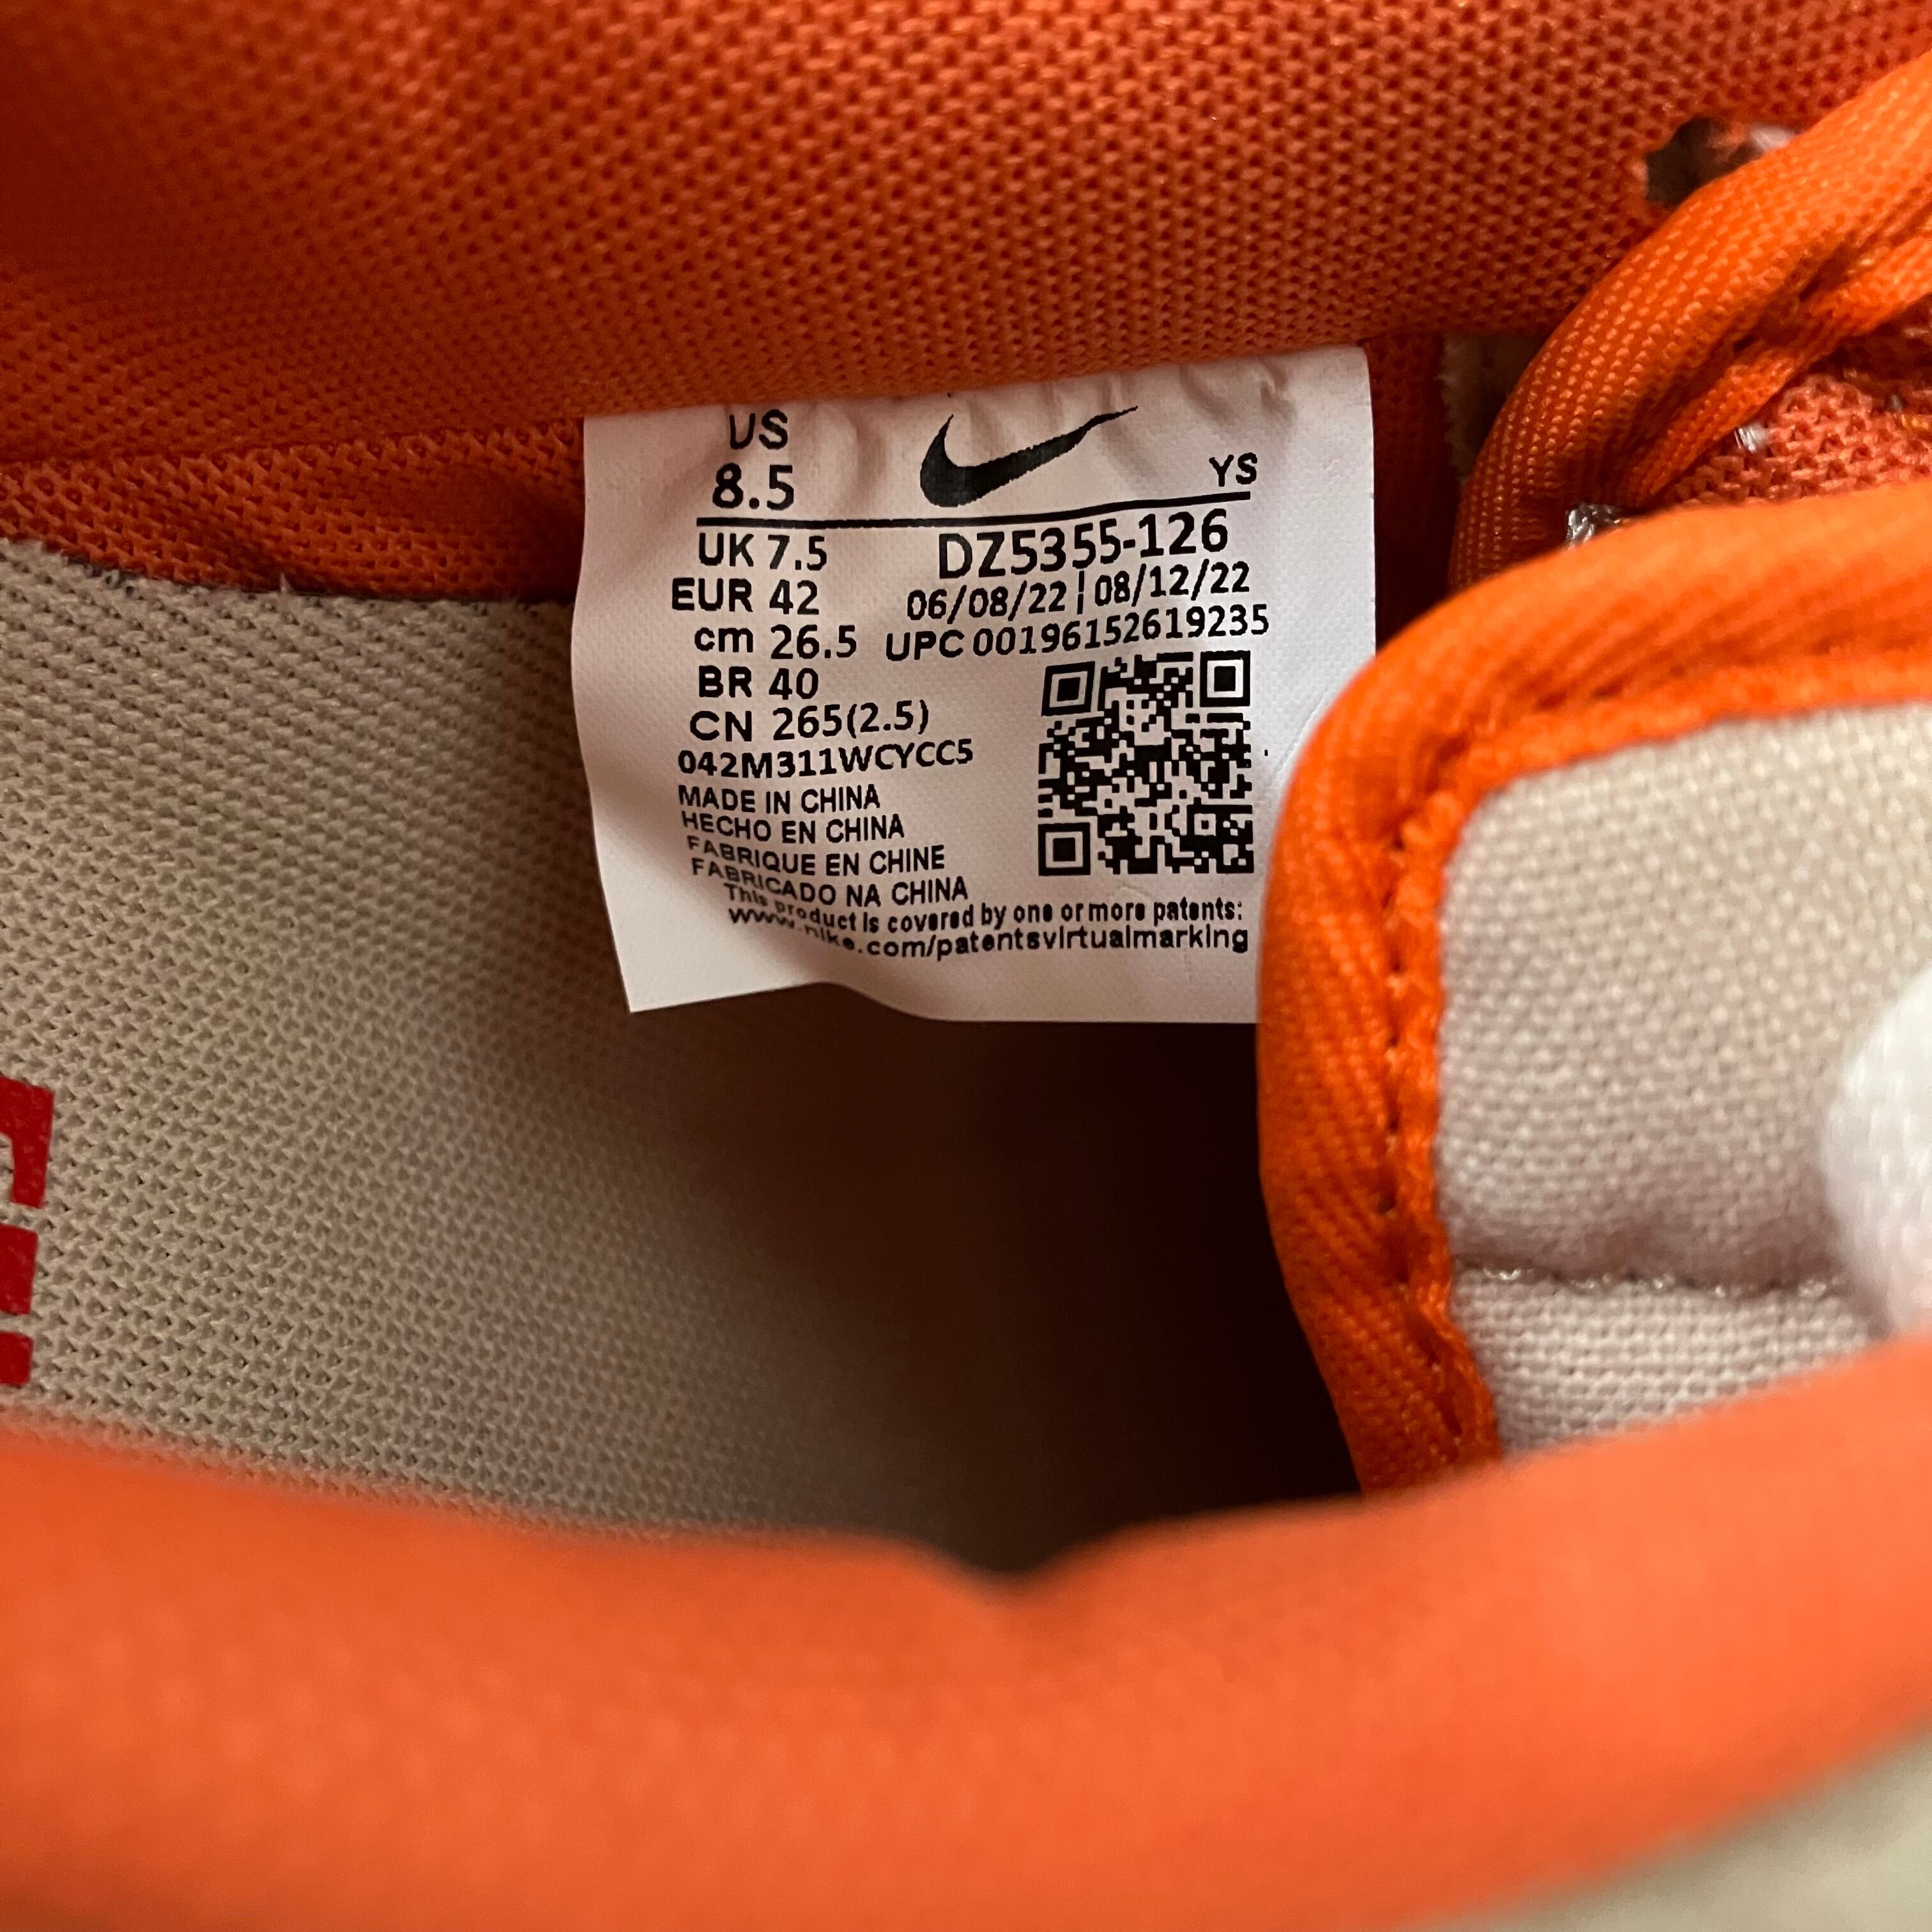 US
8.5
YS
UK 7.5
DZ5355-126
EUR 42
06/08/22 | 08/12/22
cm 26.5
UPC 00196152619235
BR 40
CN 265(2.5)
042M311WCYCC5
MADE IN CHINA
HECHO EN CHINA
FABRIQUE EN CHINE
FABRICADO NA CHINA
This product is covered by one or more patents:
www.nike.com/patentsvirtualmarking